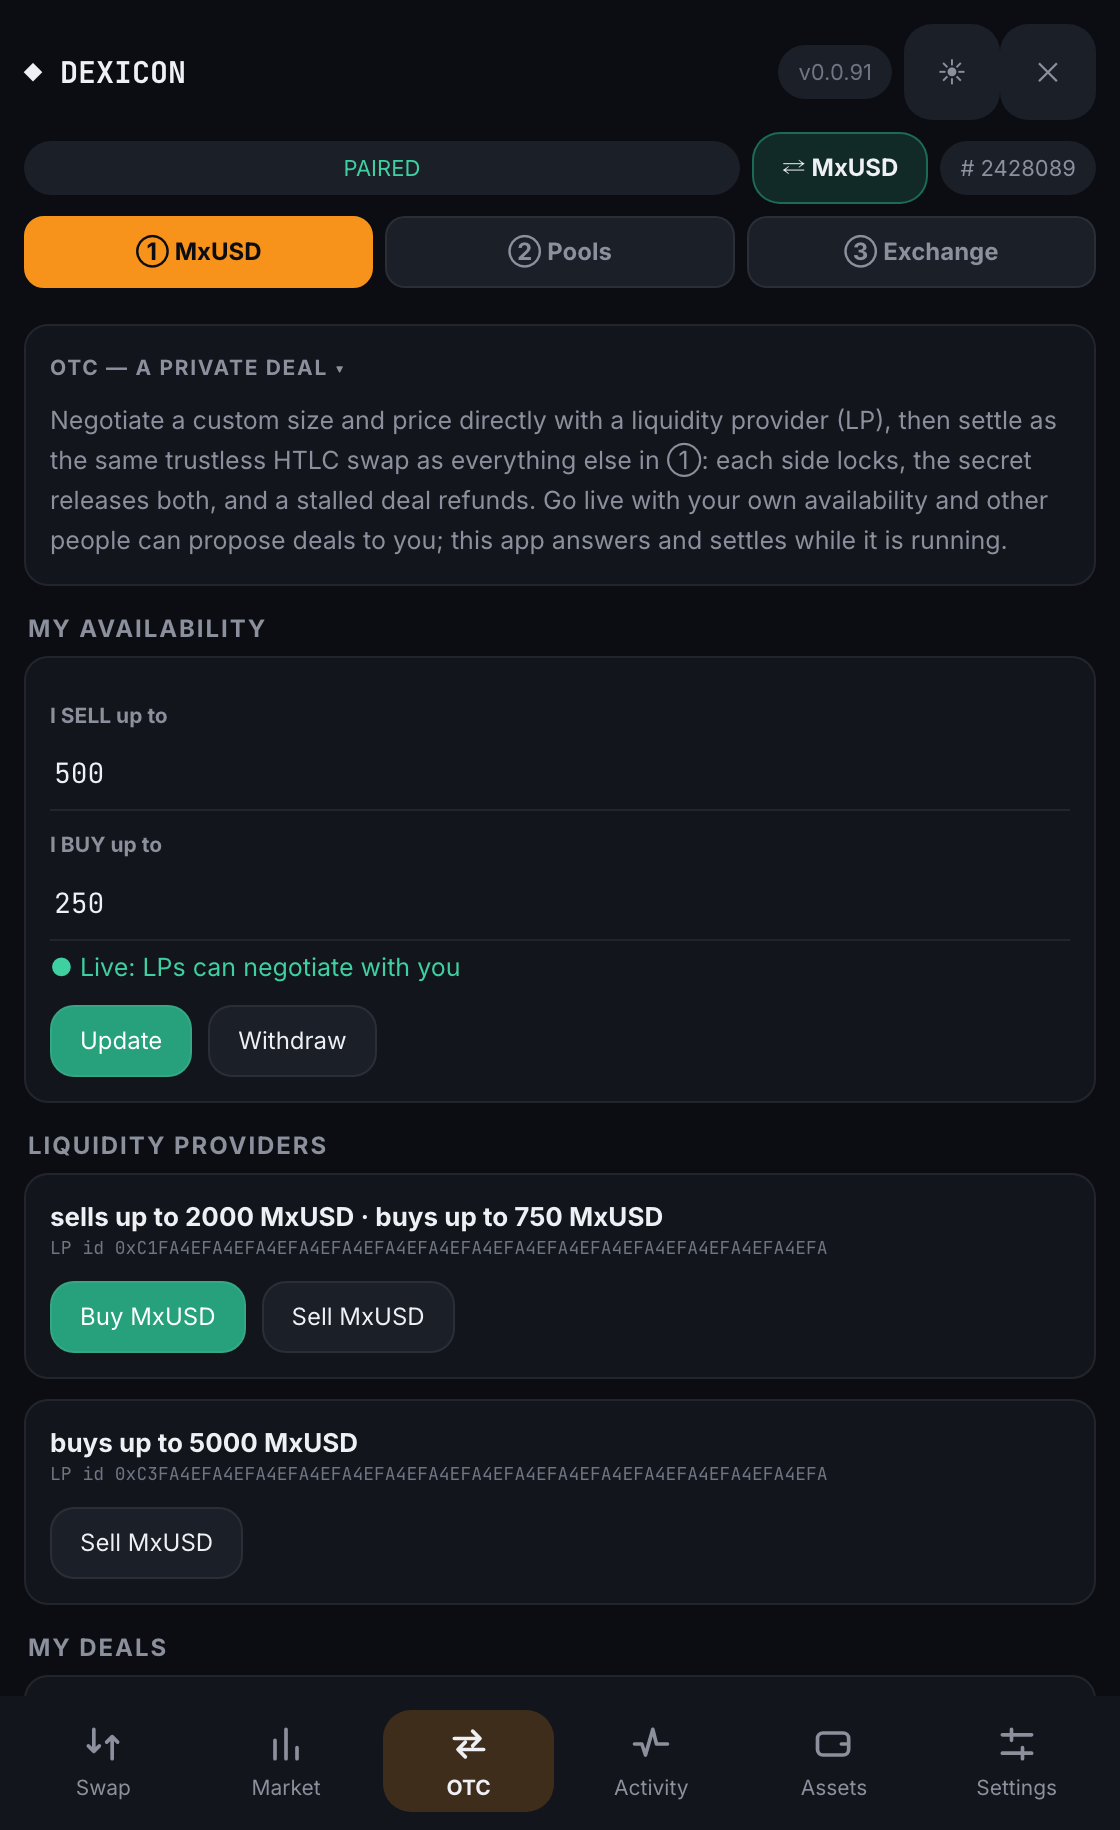 ◆ DEXICON
v0.0.91
PAIRED
⇄ MxUSD
# 2428089
① MxUSD
② Pools
③ Exchange
OTC — A PRIVATE DEAL ▾
Negotiate a custom size and price directly with a liquidity provider (LP), then settle as
the same trustless HTLC swap as everything else in ①: each side locks, the secret
releases both, and a stalled deal refunds. Go live with your own availability and other
people can propose deals to you; this app answers and settles while it is running.
MY AVAILABILITY
I SELL up to
500
I BUY up to
250
● Live: LPs can negotiate with you
Update
Withdraw
LIQUIDITY PROVIDERS
sells up to 2000 MxUSD · buys up to 750 MxUSD
LP id 0xC1FA4EFA4EFA4EFA4EFA4EFA4EFA4EFA4EFA4EFA4EFA4EFA4EFA4EFA4EFA4EFA
Buy MxUSD
Sell MxUSD
buys up to 5000 MxUSD
LP id 0xC3FA4EFA4EFA4EFA4EFA4EFA4EFA4EFA4EFA4EFA4EFA4EFA4EFA4EFA4EFA4EFA
Sell MxUSD
MY DEALS
Swap
Market
OTC
Activity
Assets
Settings